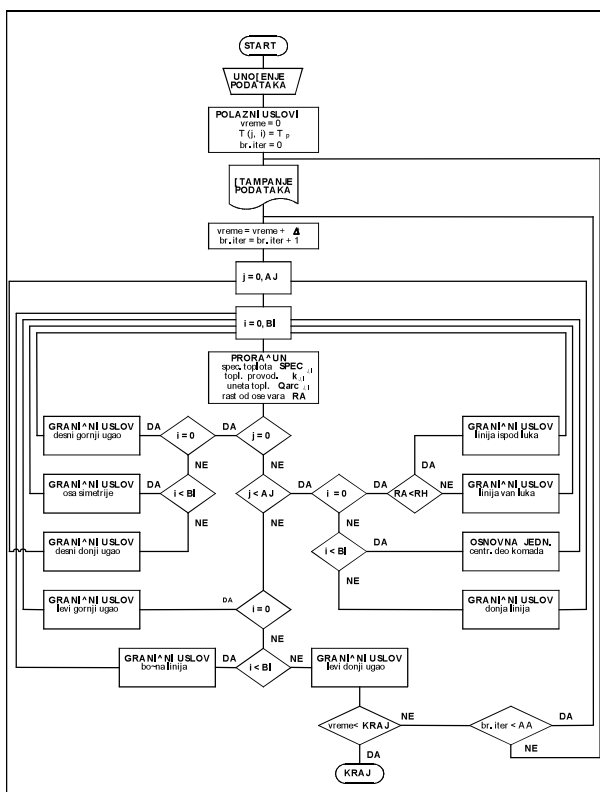 START
UNO[ENJE
PODATAKA
POLAZNI USLOVI
vreme = 0
T (j, i) = T p
br. iter = 0
[TAMPANJE
PODATAKA
vreme = vreme + Δ
br. iter = br. iter + 1
j = 0, AJ
i = 0, BI
PRORA^UN
spec. toplota SPEC j,i
topl. provod. k j,i
uneta topl. Qarc j,i
rast od ose vara RA
GRANI^NI USLOV
desni gornji ugao
DA
i = 0
DA
j = 0
GRANI^NI USLOV
linija ispod luka
NE
NE
DA
GRANI^NI USLOV
osa simetrije
DA
i < BI
j < AJ
DA
i = 0
DA
RA<RH
NE
GRANI^NI USLOV
linija van luka
NE
NE
NE
GRANI^NI USLOV
desni donji ugao
i < BI
DA
OSNOVNA JEDN.
centr. deo komada
NE
GRANI^NI USLOV
levi gornji ugao
DA
i = 0
GRANI^NI USLOV
donja linija
NE
GRANI^NI USLOV
bo~na linija
DA
i < BI
NE
GRANI^NI USLOV
levi donji ugao
vreme< KRAJ
NE
br. iter < AA
DA
DA
NE
KRAJ